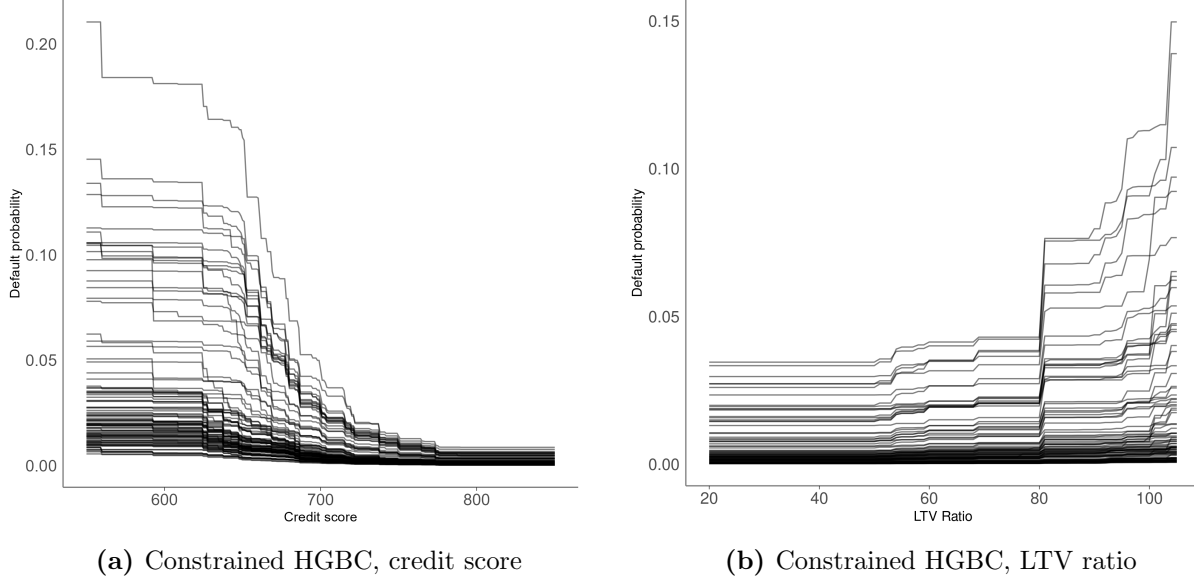 0.20
0.15
0.10
0.05
0.00
Default probability
600 700 800
Credit score
(a) Constrained HGBC, credit score
0.15
0.10
0.05
0.00
Default probability
20 40 60 80 100
LTV Ratio
(b) Constrained HGBC, LTV ratio